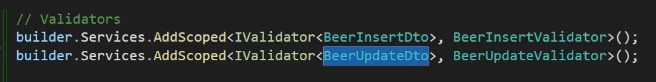 // Validators
builder.Services.AddScoped<IValidator<BeerInsertDto>, BeerInsertValidator>();
builder.Services.AddScoped<IValidator<BeerUpdateDto>, BeerUpdateValidator>();